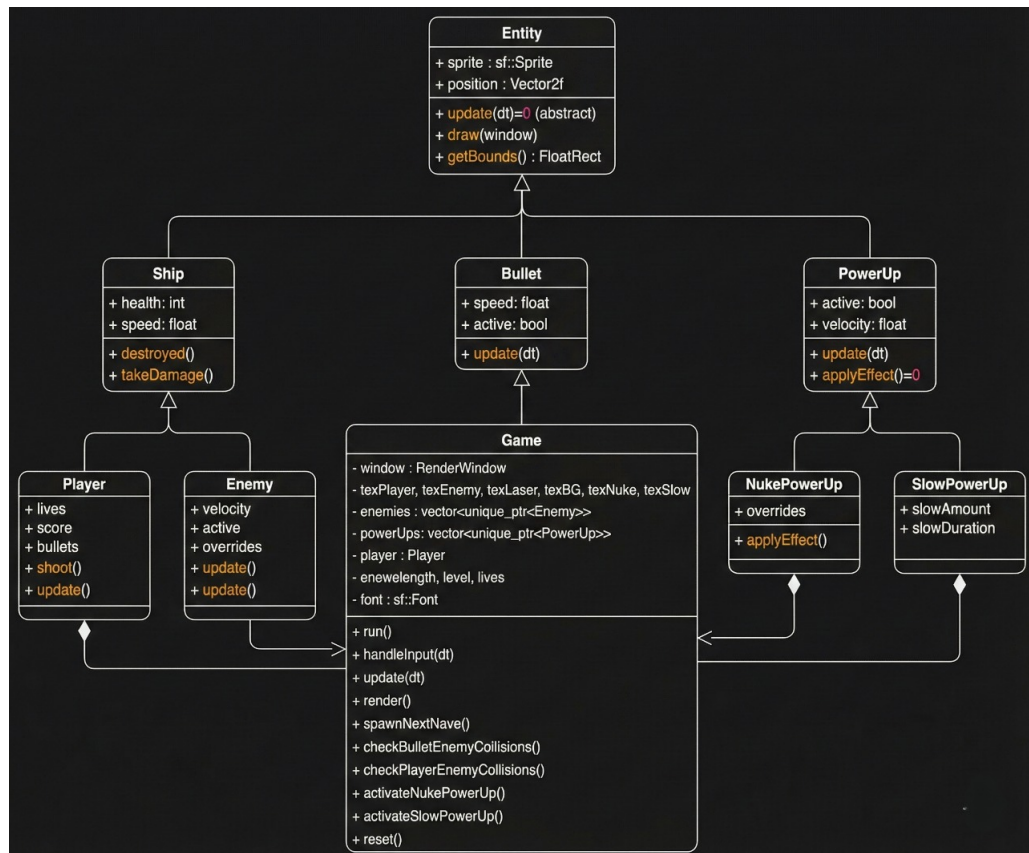 Entity
+ sprite : sf::Sprite
+ position : Vector2f
+ update(dt)=0 (abstract)
+ draw(window)
+ getBounds() : FloatRect
Ship
+ health: int
+ speed: float
+ destroyed()
+ takeDamage()
Bullet
+ speed: float
+ active: bool
+ update(dt)
PowerUp
+ active: bool
+ velocity: float
+ update(dt)
+ applyEffect()=0
Player
+ lives
+ score
+ bullets
+ shoot()
+ update()
Enemy
+ velocity
+ active
+ overrides
+ update()
+ update()
Game
- window : RenderWindow
- texPlayer, texEnemy, texLaser, texBG, texNuke, texSlow
- enemies : vector<unique_ptr<Enemy>>
- powerUps: vector<unique_ptr<PowerUp>>
- player : Player
- enewelength, level, lives
- font : sf::Font
+ run()
+ handleInput(dt)
+ update(dt)
+ render()
+ spawnNextNave()
+ checkBulletEnemyCoilisions()
+ checkPlayerEnemyCollisions()
+ activateNukePowerUp()
+ activateSlowPowerUp()
+ reset()
NukePowerUp
+ overrides
+ applyEffect()
SlowPowerUp
+ slowAmount
+ slowDuration